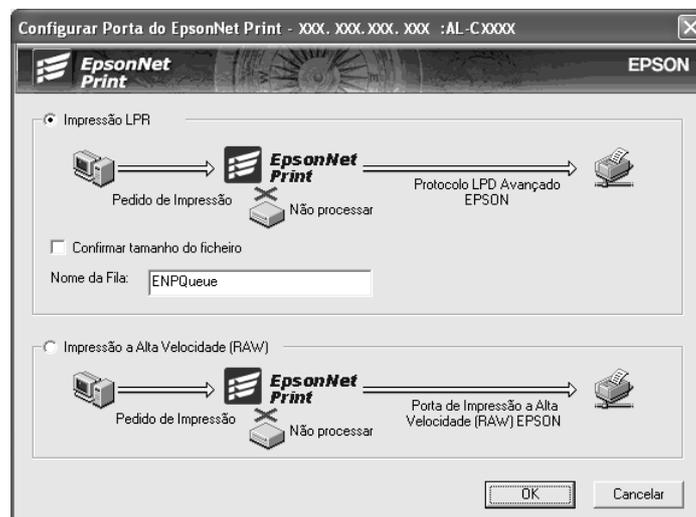 Configurar Porta do EpsonNet Print - XXX. XXX.XXX. XXX :AL-CXXXX
EpsonNet
Print
EPSON
Impressão LPR
EpsonNet
Print
Pedido de Impressão
Não processar
Protocolo LPD Avançado
EPSON
Confirmar tamanho do ficheiro
Nome da Fila:
ENPQueue
Impressão a Alta Velocidade (RAW)
EpsonNet
Print
Pedido de Impressão
Não processar
Porta de Impressão a Alta
Velocidade (RAW) EPSON
OK
Cancelar